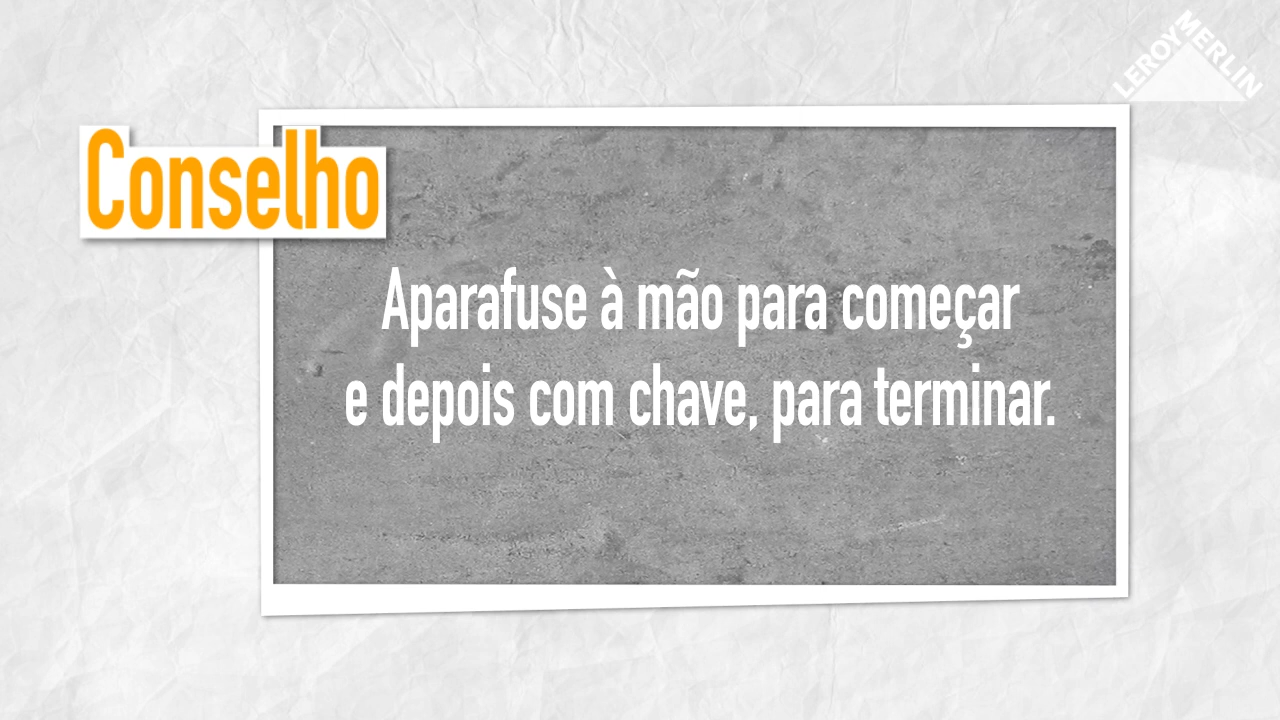 LEROY MERLIN
Conselho
Aparafuse à mão para começar
e depois com chave, para terminar.